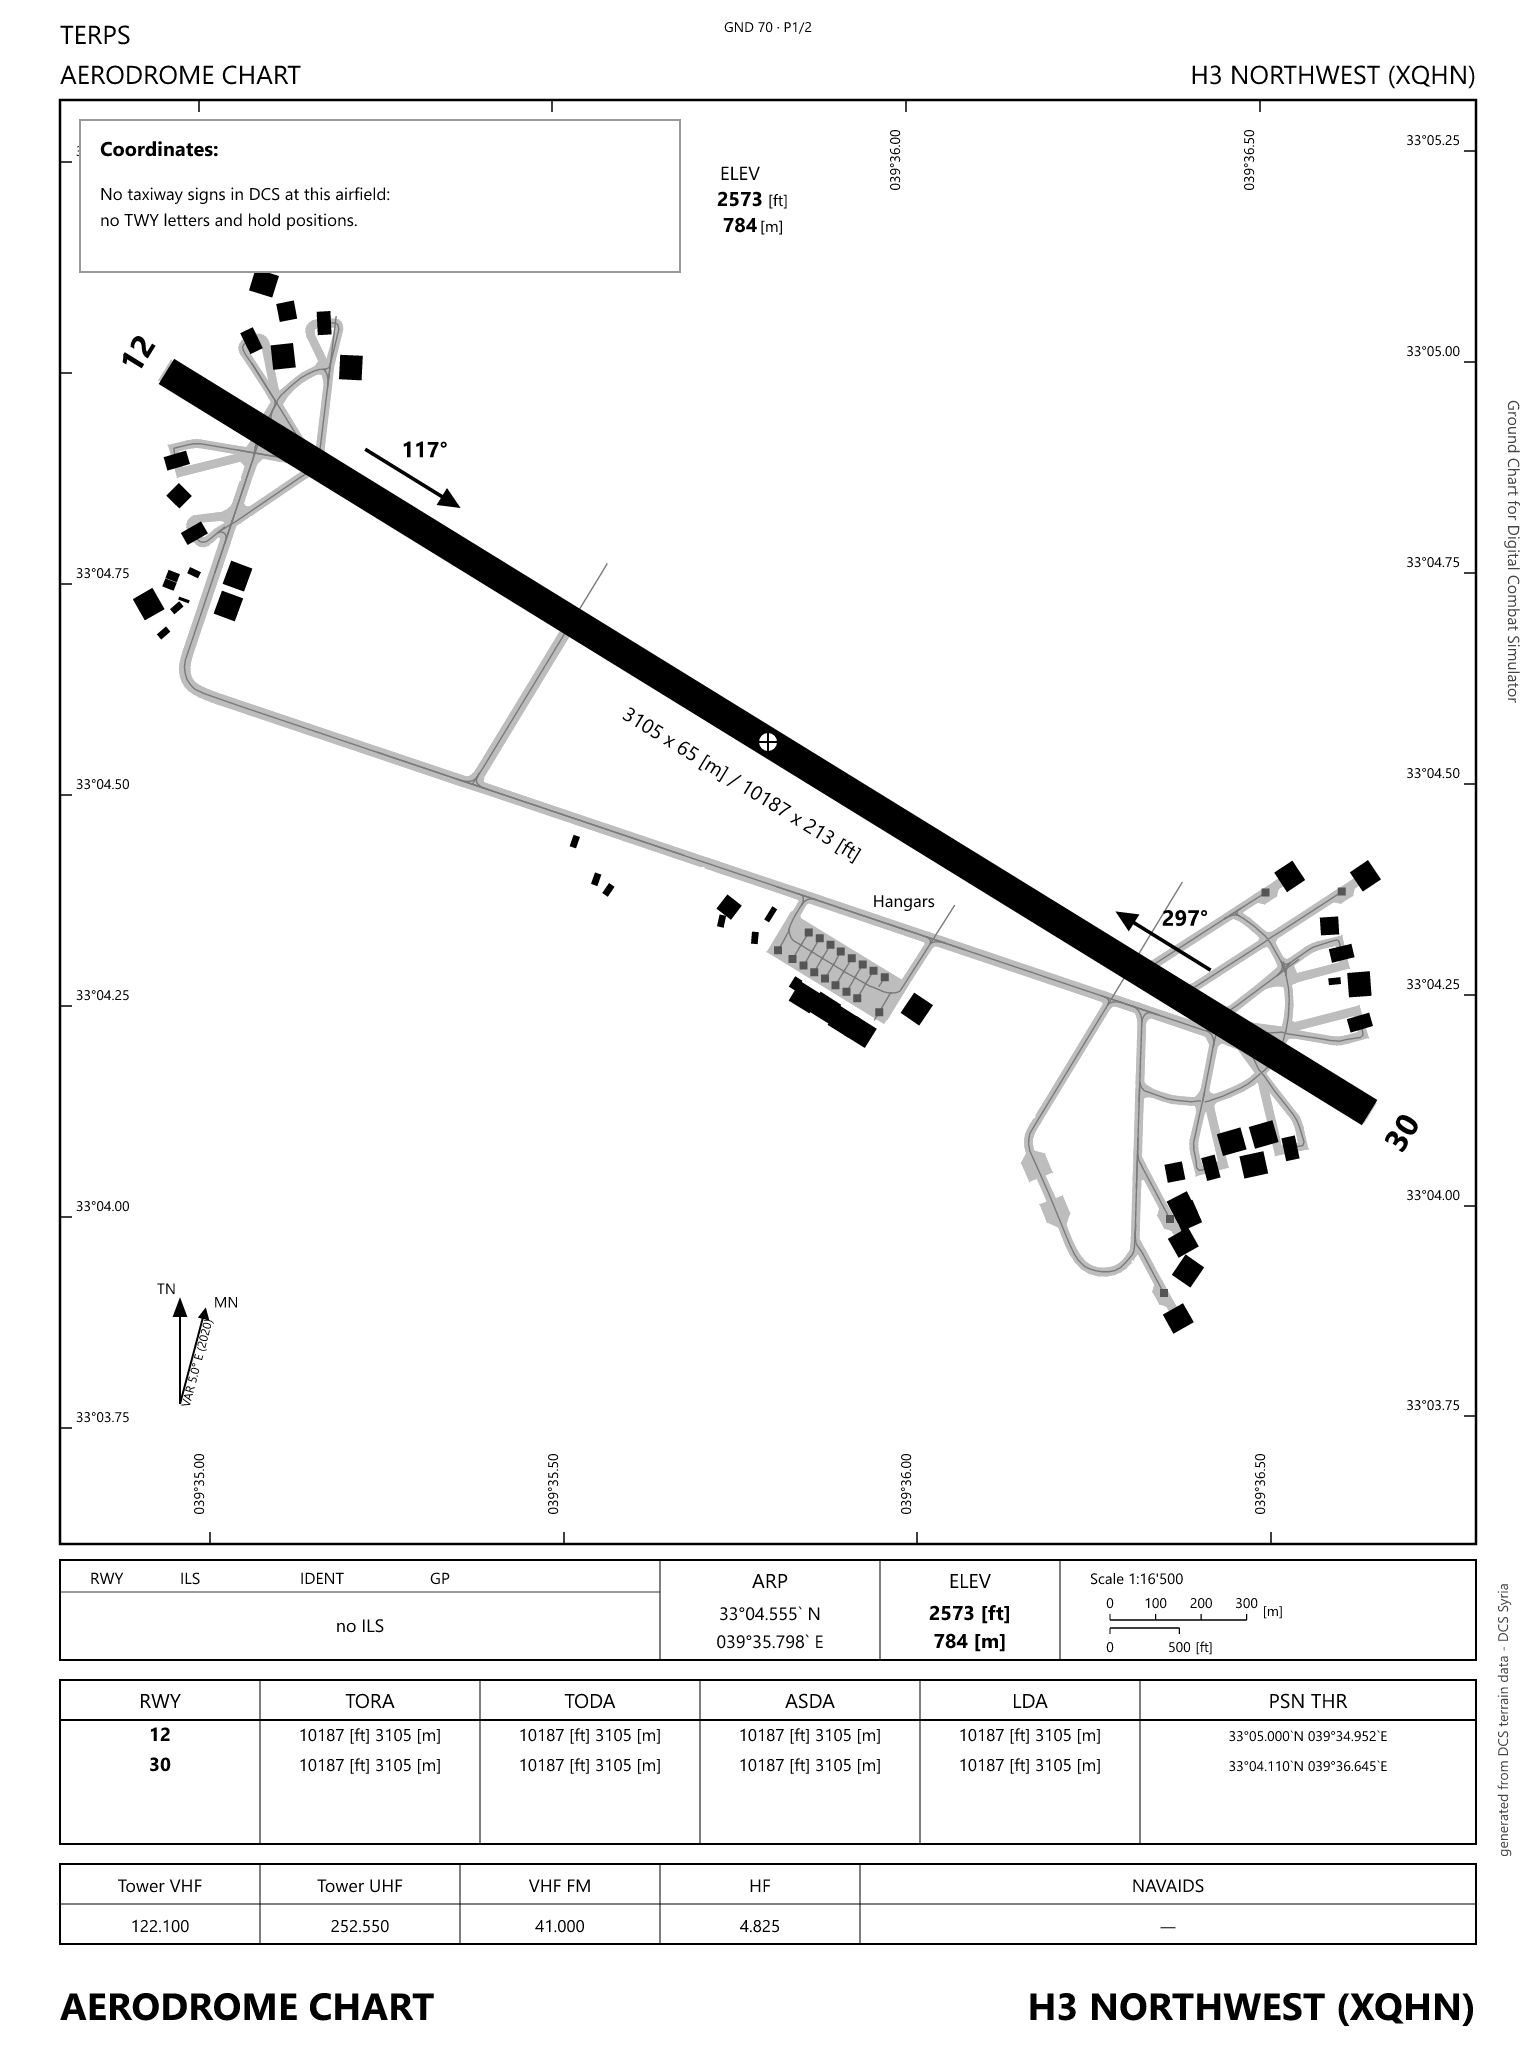 GND 70 · P1/2
TERPS
AERODROME CHART
H3 NORTHWEST (XQHN)
Coordinates:
No taxiway signs in DCS at this airfield:
no TWY letters and hold positions.
ELEV
2573 [ft]
784 [m]
039°36.00
039°36.50
33°05.25
33°05.00
12
117°
33°04.75
33°04.75
3105 x 65 [m] / 10187 x 213 [ft]
33°04.50
33°04.50
Hangars
297°
33°04.25
33°04.25
30
33°04.00
33°04.00
TN
MN
VAR 5.0° E (2020)
33°03.75
33°03.75
039°35.00
039°35.50
039°36.00
039°36.50
Ground Chart for Digital Combat Simulator
RWY ILS IDENT GP
no ILS
ARP
33°04.555` N
039°35.798` E
ELEV
2573 [ft]
784 [m]
Scale 1:16'500
0 100 200 300 [m]
0 500 [ft]
RWY TORA TODA ASDA LDA PSN THR
12 10187 [ft] 3105 [m] 10187 [ft] 3105 [m] 10187 [ft] 3105 [m] 10187 [ft] 3105 [m] 33°05.000`N 039°34.952`E
30 10187 [ft] 3105 [m] 10187 [ft] 3105 [m] 10187 [ft] 3105 [m] 10187 [ft] 3105 [m] 33°04.110`N 039°36.645`E
generated from DCS terrain data - DCS Syria
Tower VHF Tower UHF VHF FM HF NAVAIDS
122.100 252.550 41.000 4.825 —
AERODROME CHART
H3 NORTHWEST (XQHN)